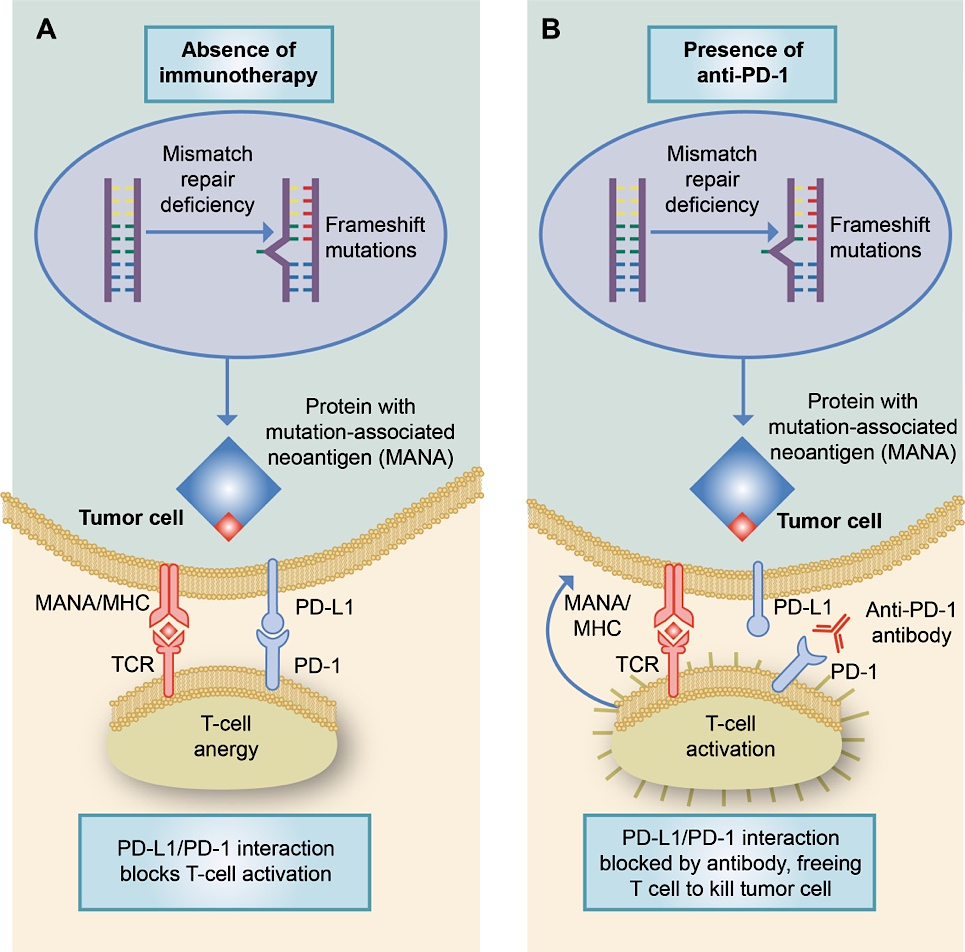 A
Absence of
immunotherapy
Mismatch
repair
deficiency
Frameshift
mutations
Protein with
mutation-associated
neoantigen (MANA)
Tumor cell
MANA/MHC
PD-L1
TCR
PD-1
T-cell
anergy
PD-L1/PD-1 interaction
blocks T-cell activation
B
Presence of
anti-PD-1
Mismatch
repair
deficiency
Frameshift
mutations
Protein with
mutation-associated
neoantigen (MANA)
Tumor cell
MANA/
MHC
PD-L1
Anti-PD-1
antibody
TCR
PD-1
T-cell
activation
PD-L1/PD-1 interaction
blocked by antibody, freeing
T cell to kill tumor cell